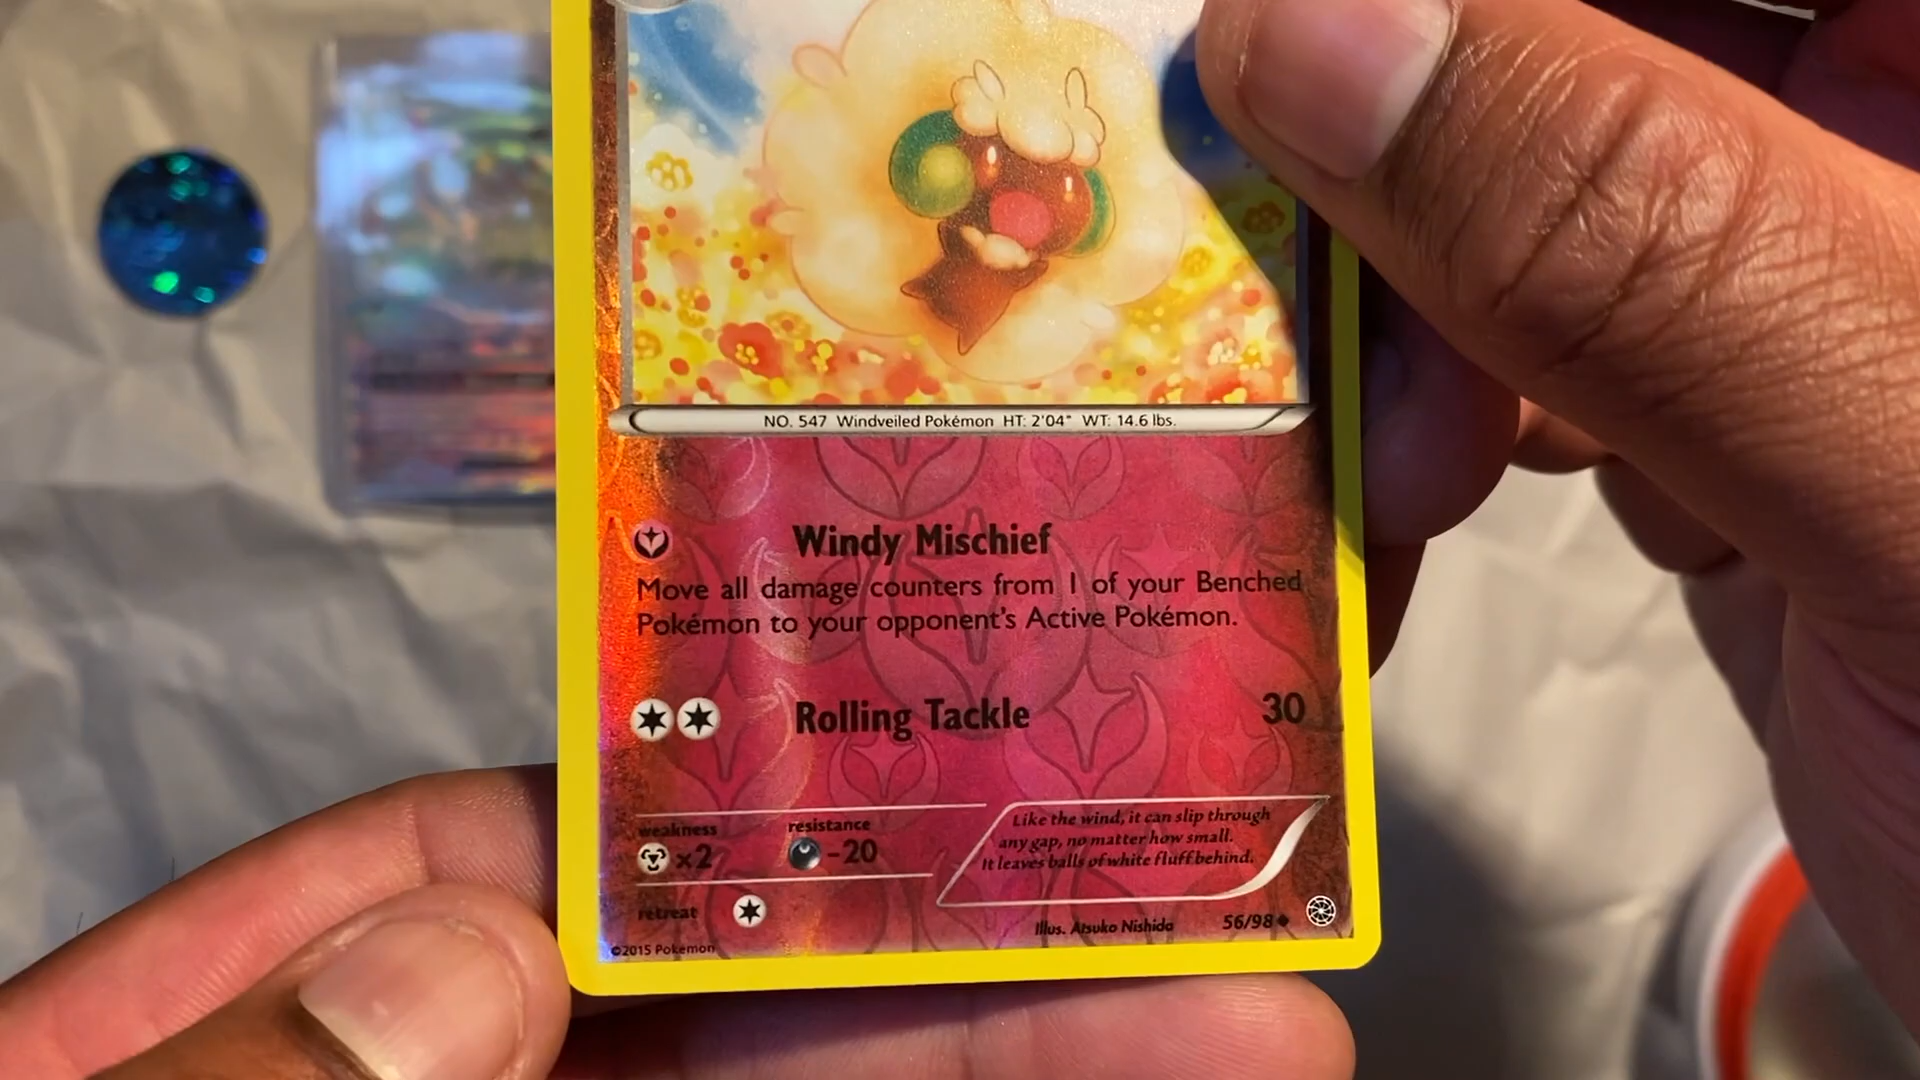 NO. 547 Windveiled Pokémon HT: 2'04" WT: 14.6 lbs.
Windy Mischief
Move all damage counters from 1 of your Benched
Pokémon to your opponent's Active Pokémon.
Rolling Tackle 30
weakness resistance
×2 -20
Like the wind, it can slip through
any gap, no matter how small.
It leaves balls of white fluff behind.
retreat
Illus. Atsuko Nishida 56/98
©2015 Pokémon